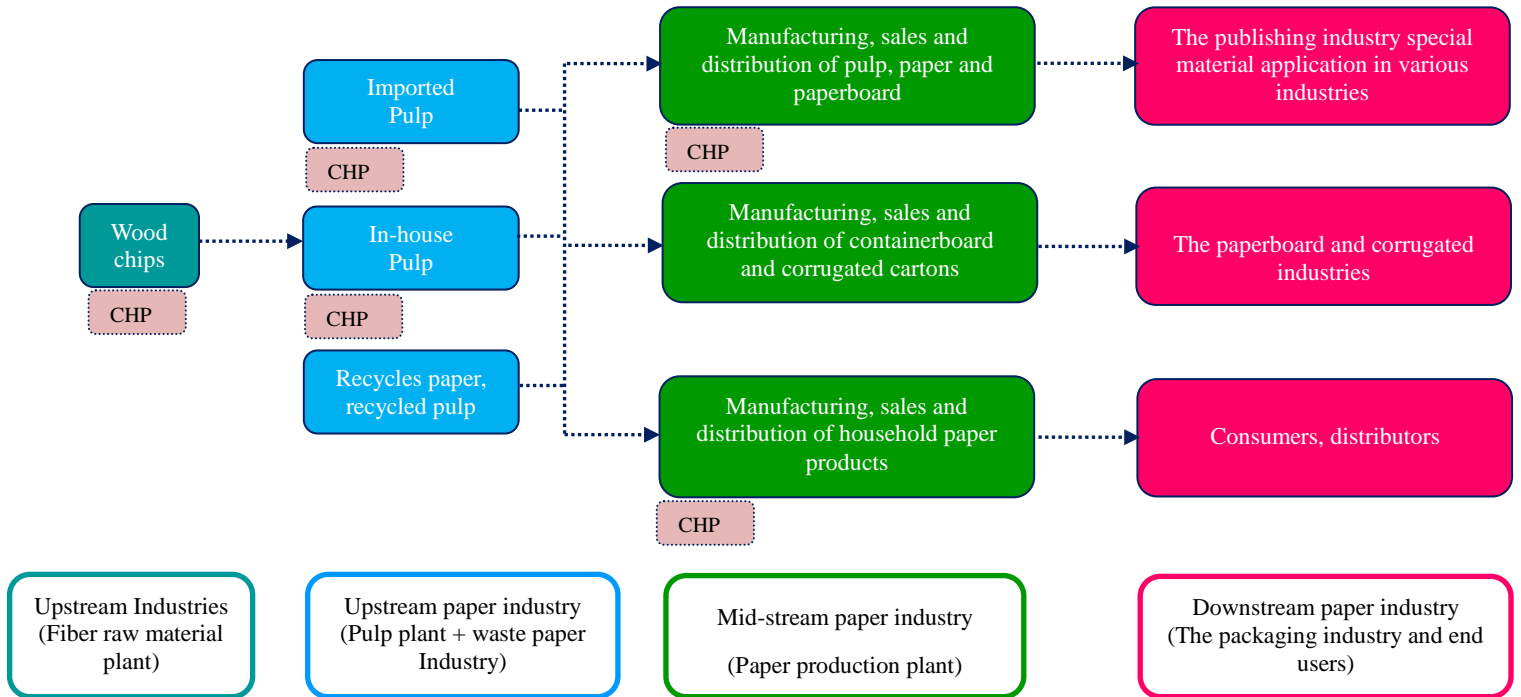 Wood
chips
CHP
Imported
Pulp
CHP
In-house
Pulp
CHP
Recycles paper,
recycled pulp
Manufacturing, sales and
distribution of pulp, paper and
paperboard
CHP
Manufacturing, sales and
distribution of containerboard
and corrugated cartons
Manufacturing, sales and
distribution of household paper
products
CHP
The publishing industry special
material application in various
industries
The paperboard and corrugated
industries
Consumers, distributors
Upstream Industries
(Fiber raw material
plant)
Upstream paper industry
(Pulp plant + waste paper
Industry)
Mid-stream paper industry
(Paper production plant)
Downstream paper industry
(The packaging industry and end
users)